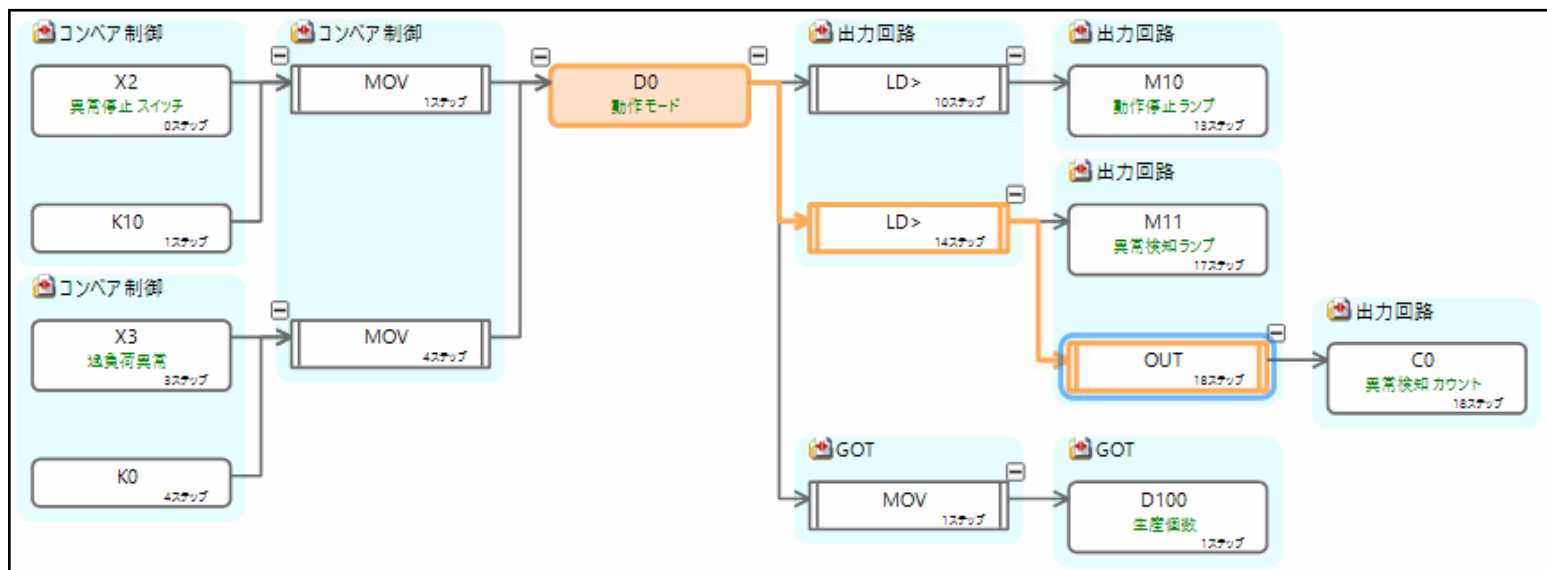 コンベア制御
X2
異常停止 スイッチ
0ステップ
K10
1ステップ
コンベア制御
X3
過負荷異常
3ステップ
K0
4ステップ
コンベア制御
MOV
1ステップ
MOV
4ステップ
D0
動作モード
出力回路
LD>
10ステップ
LD>
14ステップ
出力回路
M10
動作停止ランプ
13ステップ
出力回路
M11
異常検知ランプ
17ステップ
OUT
18ステップ
出力回路
C0
異常検知 カウント
18ステップ
GOT
MOV
1ステップ
GOT
D100
生産個数
1ステップ